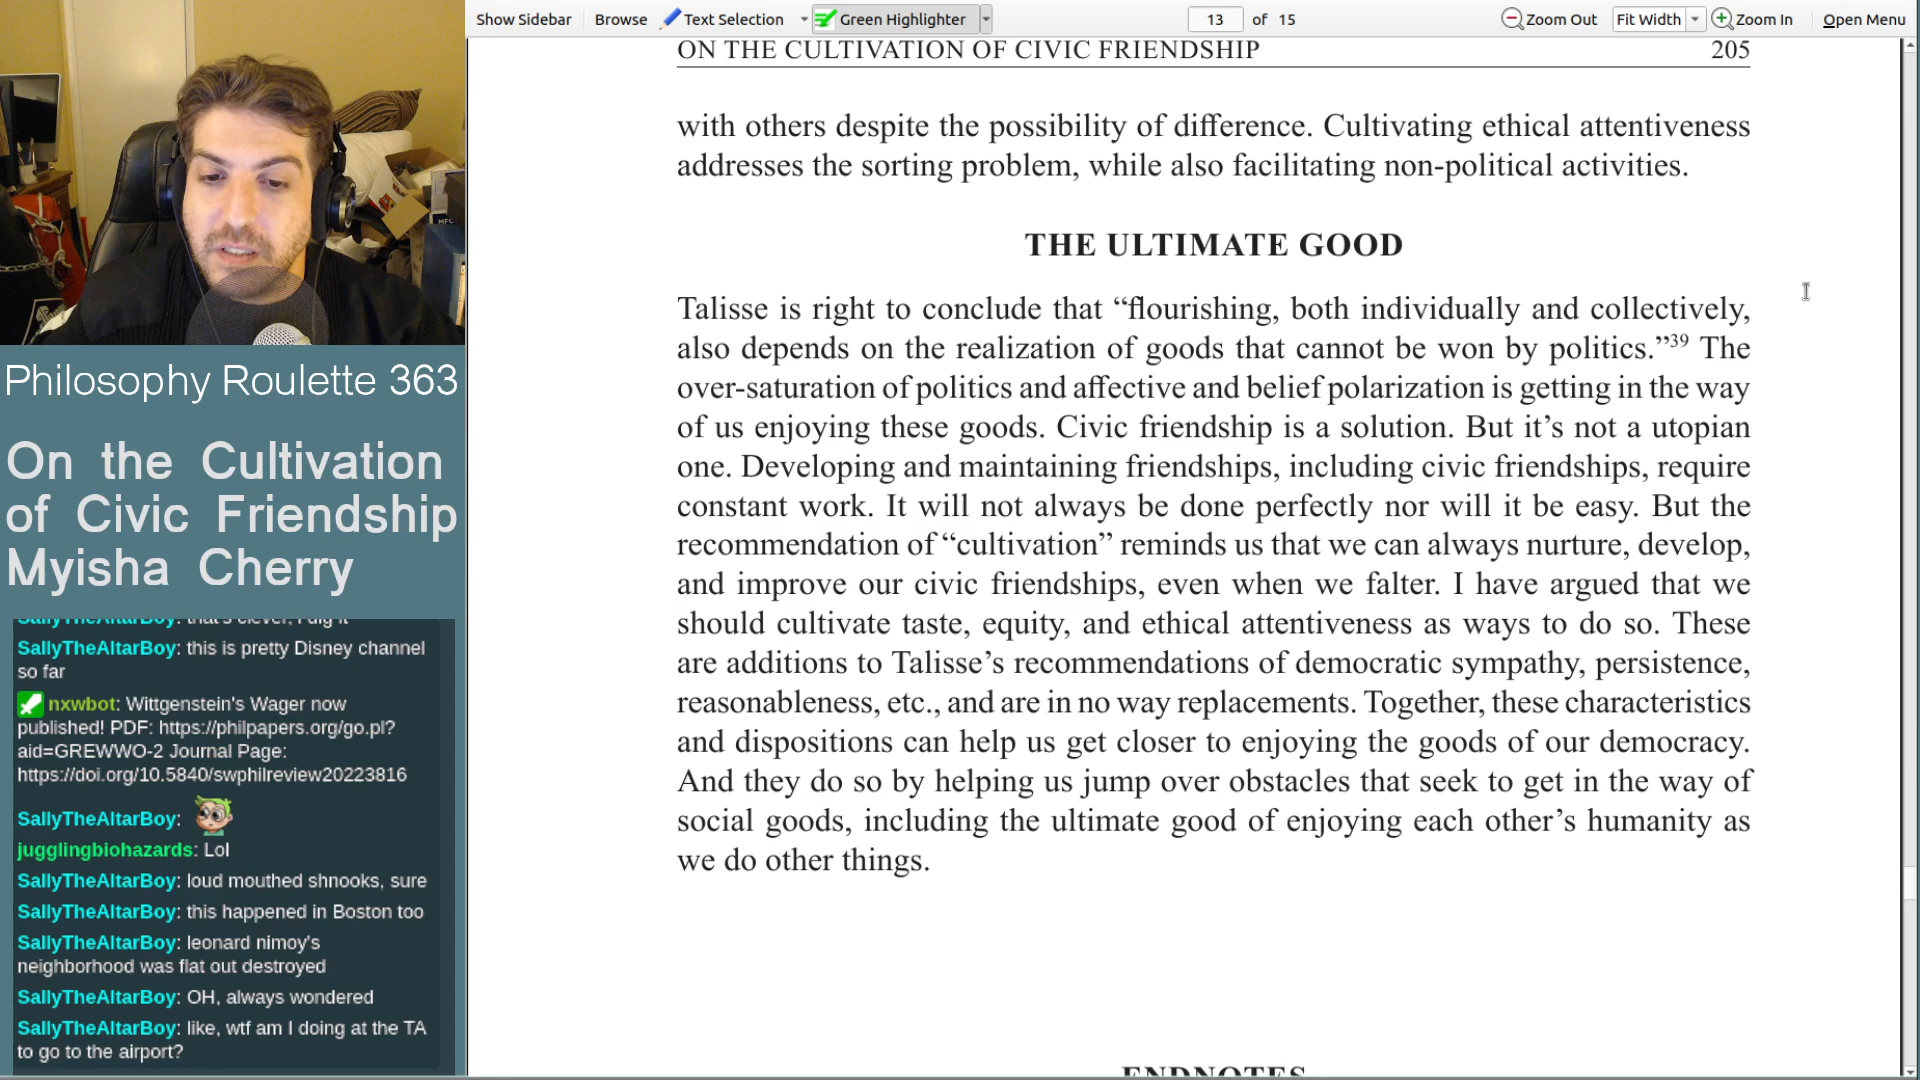 Show Sidebar Browse Text Selection Green Highlighter 13 of 15 Zoom Out Fit Width Zoom In Open Menu
ON THE CULTIVATION OF CIVIC FRIENDSHIP 205
with others despite the possibility of difference. Cultivating ethical attentiveness
addresses the sorting problem, while also facilitating non-political activities.
THE ULTIMATE GOOD
Talisse is right to conclude that “flourishing, both individually and collectively,
also depends on the realization of goods that cannot be won by politics.”39 The
over-saturation of politics and affective and belief polarization is getting in the way
of us enjoying these goods. Civic friendship is a solution. But it’s not a utopian
one. Developing and maintaining friendships, including civic friendships, require
constant work. It will not always be done perfectly nor will it be easy. But the
recommendation of “cultivation” reminds us that we can always nurture, develop,
and improve our civic friendships, even when we falter. I have argued that we
should cultivate taste, equity, and ethical attentiveness as ways to do so. These
are additions to Talisse’s recommendations of democratic sympathy, persistence,
reasonableness, etc., and are in no way replacements. Together, these characteristics
and dispositions can help us get closer to enjoying the goods of our democracy.
And they do so by helping us jump over obstacles that seek to get in the way of
social goods, including the ultimate good of enjoying each other’s humanity as
we do other things.
ENDNOTES
Philosophy Roulette 363
On the Cultivation
of Civic Friendship
Myisha Cherry
SallyTheAltarBoy: that's clever, I dig it
SallyTheAltarBoy: this is pretty Disney channel
so far
nxwbot: Wittgenstein's Wager now
published! PDF: https://philpapers.org/go.pl?
aid=GREWWO-2 Journal Page:
https://doi.org/10.5840/swphilreview20223816
SallyTheAltarBoy:
jugglingbiohazards: Lol
SallyTheAltarBoy: loud mouthed shnooks, sure
SallyTheAltarBoy: this happened in Boston too
SallyTheAltarBoy: leonard nimoy's
neighborhood was flat out destroyed
SallyTheAltarBoy: OH, always wondered
SallyTheAltarBoy: like, wtf am I doing at the TA
to go to the airport?